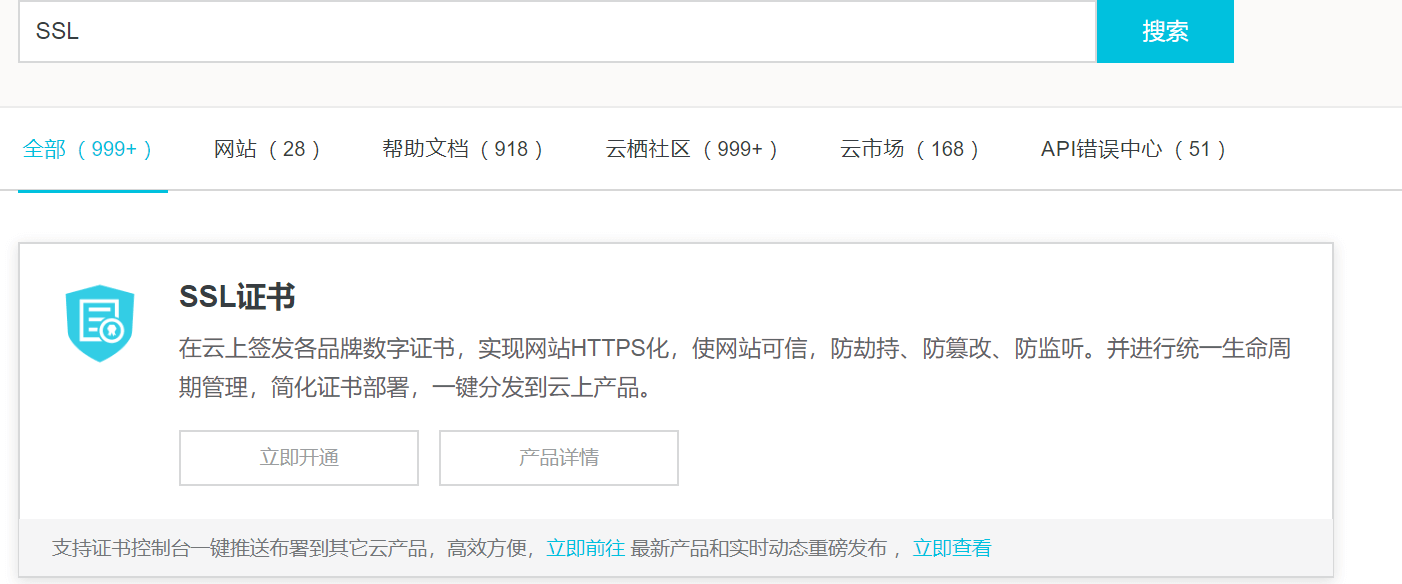 SSL
搜索
全部（999+）
网站（28）
帮助文档（918）
云栖社区（999+）
云市场（168）
API错误中心（51）
SSL证书
在云上签发各品牌数字证书，实现网站HTTPS化，使网站可信，防劫持、防篡改、防监听。并进行统一生命周
期管理，简化证书部署，一键分发到云上产品。
立即开通
产品详情
支持证书控制台一键推送布署到其它云产品，高效方便，立即前往 最新产品和实时动态重磅发布 ，立即查看